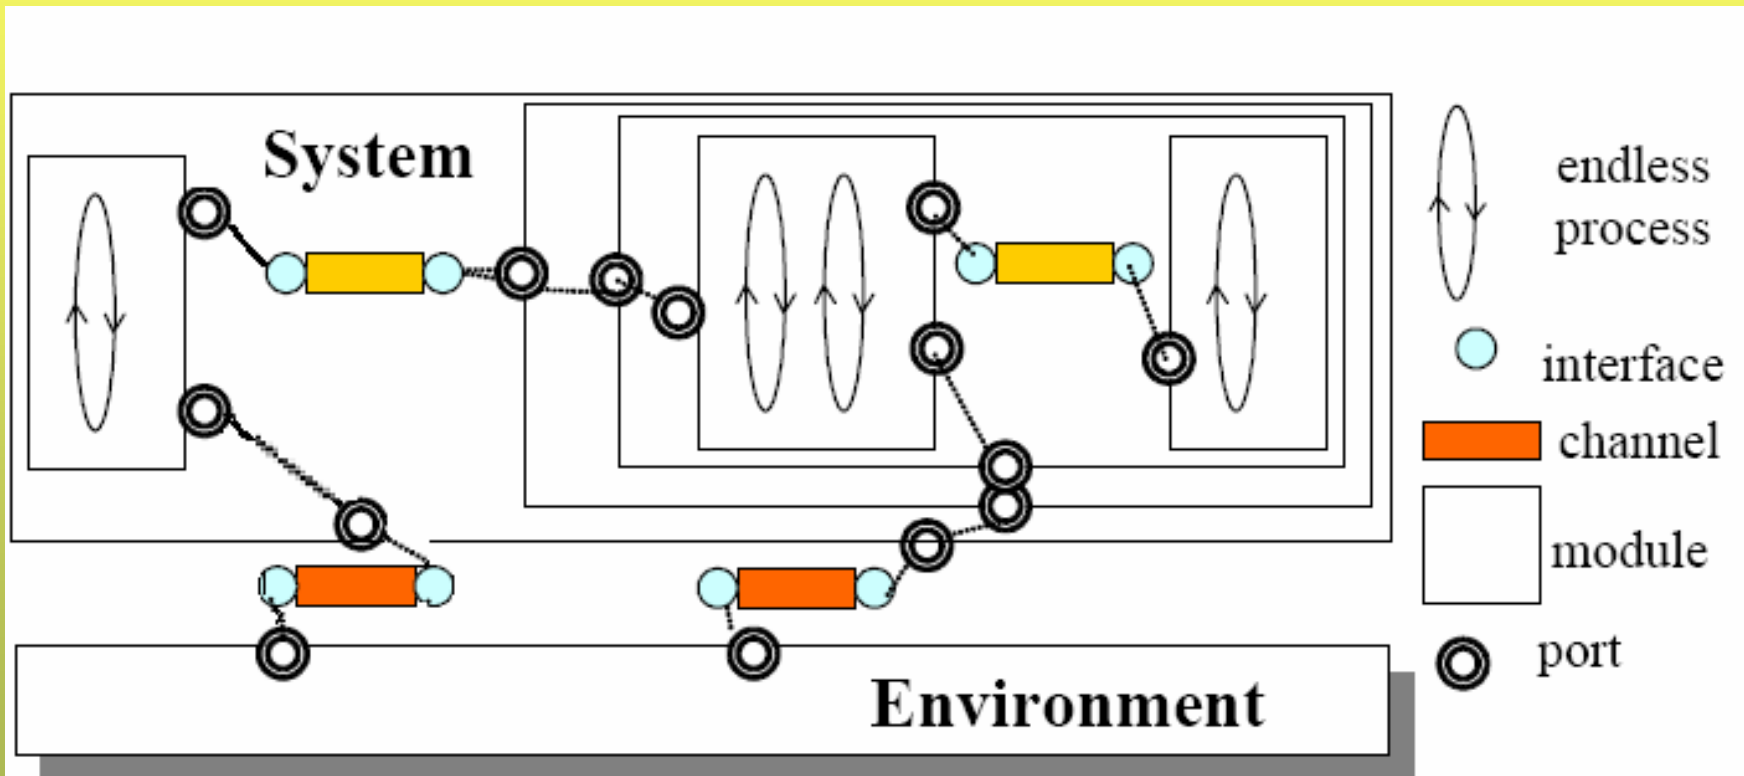 System
endless
process
interface
channel
module
port
Environment